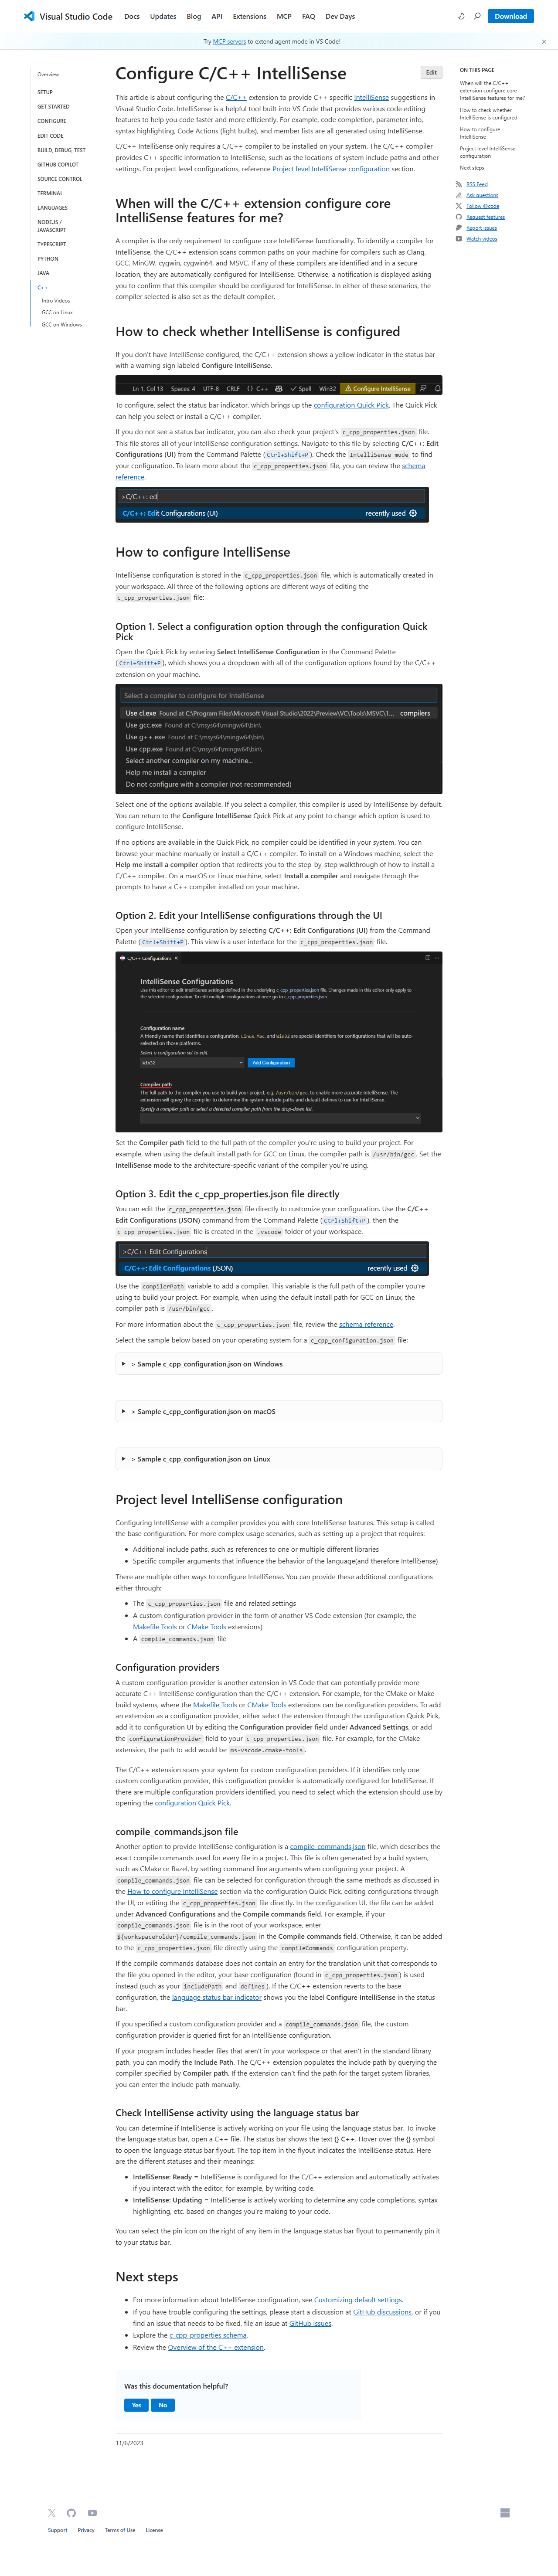 Visual Studio Code
Docs Updates Blog API Extensions MCP FAQ Dev Days
Download
Try MCP servers to extend agent mode in VS Code!
Overview
SETUP
GET STARTED
CONFIGURE
EDIT CODE
BUILD, DEBUG, TEST
GITHUB COPILOT
SOURCE CONTROL
TERMINAL
LANGUAGES
NODE.JS /
JAVASCRIPT
TYPESCRIPT
PYTHON
JAVA
C++
Intro Videos
GCC on Linux
GCC on Windows
Configure C/C++ IntelliSense
Edit
This article is about configuring the C/C++ extension to provide C++ specific IntelliSense suggestions in
Visual Studio Code. IntelliSense is a helpful tool built into VS Code that provides various code editing
features to help you code faster and more efficiently. For example, code completion, parameter info,
syntax highlighting, Code Actions (light bulbs), and member lists are all generated using IntelliSense.
C/C++ IntelliSense only requires a C/C++ compiler to be installed on your system. The C/C++ compiler
provides C++ specific information to IntelliSense, such as the location of system include paths and other
settings. For project level configurations, reference Project level IntelliSense configuration section.
When will the C/C++ extension configure core
IntelliSense features for me?
A compiler is the only requirement to configure core IntelliSense. To identify a compiler to configure for
IntelliSense, the C/C++ extension scans common paths on your machine for compilers such as Clang,
GCC, MinGW, cygwin, cygwin64, and MSVC. If any of these compilers are identified and in a secure
location, they are automatically configured for IntelliSense. Otherwise, a notification is displayed asking
you to confirm that this compiler should be configured for IntelliSense. In either of these scenarios, the
compiler selected is also set as the default compiler.
How to check whether IntelliSense is configured
If you don't have IntelliSense configured, the C/C++ extension shows a yellow indicator in the status bar
with a warning sign labeled Configure IntelliSense.
Ln 1, Col 13 Spaces: 4 UTF-8 CRLF {} C++ Spell Win32 Configure IntelliSense
To configure, select the status bar indicator, which brings up the configuration Quick Pick. The Quick Pick
can help you select or install a C/C++ compiler.
If you do not see a status bar indicator, you can also check your project's c_cpp_properties.json file.
This file stores all of your IntelliSense configuration settings. Navigate to this file by selecting C/C++: Edit
Configurations (UI) from the Command Palette (Ctrl+Shift+P). Check the IntelliSense mode to find
your configuration. To learn more about the c_cpp_properties.json file, you can review the schema
reference.
>C/C++: ed
C/C++: Edit Configurations (UI) recently used
How to configure IntelliSense
IntelliSense configuration is stored in the c_cpp_properties.json file, which is automatically created in
your workspace. All three of the following options are different ways of editing the
c_cpp_properties.json file:
Option 1. Select a configuration option through the configuration Quick
Pick
Open the Quick Pick by entering Select IntelliSense Configuration in the Command Palette
(Ctrl+Shift+P), which shows you a dropdown with all of the configuration options found by the C/C++
extension on your machine.
Select a compiler to configure for IntelliSense
Use cl.exe Found at C:\Program Files\Microsoft Visual Studio\2022\Preview\VC\Tools\MSVC\1... compilers
Use gcc.exe Found at C:\msys64\mingw64\bin\
Use g++.exe Found at C:\msys64\mingw64\bin\
Use cpp.exe Found at C:\msys64\mingw64\bin\
Select another compiler on my machine...
Help me install a compiler
Do not configure with a compiler (not recommended)
Select one of the options available. If you select a compiler, this compiler is used by IntelliSense by default.
You can return to the Configure IntelliSense Quick Pick at any point to change which option is used to
configure IntelliSense.
If no options are available in the Quick Pick, no compiler could be identified in your system. You can
browse your machine manually or install a C/C++ compiler. To install on a Windows machine, select the
Help me install a compiler option that redirects you to the step-by-step walkthrough of how to install a
C/C++ compiler. On a macOS or Linux machine, select Install a compiler and navigate through the
prompts to have a C++ compiler installed on your machine.
Option 2. Edit your IntelliSense configurations through the UI
Open your IntelliSense configuration by selecting C/C++: Edit Configurations (UI) from the Command
Palette (Ctrl+Shift+P). This view is a user interface for the c_cpp_properties.json file.
C/C++ Configurations
IntelliSense Configurations
Use this editor to edit IntelliSense settings defined in the underlying c_cpp_properties.json file. Changes made in this editor only apply to
the selected configuration. To edit multiple configurations at once go to c_cpp_properties.json.
Configuration name
A friendly name that identifies a configuration. Linux, Mac, and Win32 are special identifiers for configurations that will be auto-
selected on those platforms.
Select a configuration set to edit.
Win32 Add Configuration
Compiler path
The full path to the compiler you use to build your project, e.g. /usr/bin/gcc, to enable more accurate IntelliSense. The
extension will query the compiler to determine the system include paths and default defines to use for IntelliSense.
Specify a compiler path or select a detected compiler path from the drop-down list.
Set the Compiler path field to the full path of the compiler you're using to build your project. For
example, when using the default install path for GCC on Linux, the compiler path is /usr/bin/gcc. Set the
IntelliSense mode to the architecture-specific variant of the compiler you're using.
Option 3. Edit the c_cpp_properties.json file directly
You can edit the c_cpp_properties.json file directly to customize your configuration. Use the C/C++
Edit Configurations (JSON) command from the Command Palette (Ctrl+Shift+P), then the
c_cpp_properties.json file is created in the .vscode folder of your workspace.
>C/C++ Edit Configurations
C/C++: Edit Configurations (JSON) recently used
Use the compilerPath variable to add a compiler. This variable is the full path of the compiler you're
using to build your project. For example, when using the default install path for GCC on Linux, the
compiler path is /usr/bin/gcc.
For more information about the c_cpp_properties.json file, review the schema reference.
Select the sample below based on your operating system for a c_cpp_configuration.json file:
> Sample c_cpp_configuration.json on Windows
> Sample c_cpp_configuration.json on macOS
> Sample c_cpp_configuration.json on Linux
Project level IntelliSense configuration
Configuring IntelliSense with a compiler provides you with core IntelliSense features. This setup is called
the base configuration. For more complex usage scenarios, such as setting up a project that requires:
• Additional include paths, such as references to one or multiple different libraries
• Specific compiler arguments that influence the behavior of the language(and therefore IntelliSense)
There are multiple other ways to configure IntelliSense. You can provide these additional configurations
either through:
• The c_cpp_properties.json file and related settings
• A custom configuration provider in the form of another VS Code extension (for example, the
Makefile Tools or CMake Tools extensions)
• A compile_commands.json file
Configuration providers
A custom configuration provider is another extension in VS Code that can potentially provide more
accurate C++ IntelliSense configuration than the C/C++ extension. For example, for the CMake or Make
build systems, where the Makefile Tools or CMake Tools extensions can be configuration providers. To add
an extension as a configuration provider, either select the extension through the configuration Quick Pick,
add it to configuration UI by editing the Configuration provider field under Advanced Settings, or add
the configurationProvider field to your c_cpp_properties.json file. For example, for the CMake
extension, the path to add would be ms-vscode.cmake-tools.
The C/C++ extension scans your system for custom configuration providers. If it identifies only one
custom configuration provider, this configuration provider is automatically configured for IntelliSense. If
there are multiple configuration providers identified, you need to select which the extension should use by
opening the configuration Quick Pick.
compile_commands.json file
Another option to provide IntelliSense configuration is a compile_commands.json file, which describes the
exact compile commands used for every file in a project. This file is often generated by a build system,
such as CMake or Bazel, by setting command line arguments when configuring your project. A
compile_commands.json file can be selected for configuration through the same methods as discussed in
the How to configure IntelliSense section via the configuration Quick Pick, editing configurations through
the UI, or editing the c_cpp_properties.json file directly. In the configuration UI, the file can be added
under Advanced Configurations and the Compile commands field. For example, if your
compile_commands.json file is in the root of your workspace, enter
${workspaceFolder}/compile_commands.json in the Compile commands field. Otherwise, it can be added
to the c_cpp_properties.json file directly using the compileCommands configuration property.
If the compile commands database does not contain an entry for the translation unit that corresponds to
the file you opened in the editor, your base configuration (found in c_cpp_properties.json) is used
instead (such as your includePath and defines). If the C/C++ extension reverts to the base
configuration, the language status bar indicator shows you the label Configure IntelliSense in the status
bar.
If you specified a custom configuration provider and a compile_commands.json file, the custom
configuration provider is queried first for an IntelliSense configuration.
If your program includes header files that aren't in your workspace or that aren't in the standard library
path, you can modify the Include Path. The C/C++ extension populates the include path by querying the
compiler specified by Compiler path. If the extension can't find the path for the target system libraries,
you can enter the include path manually.
Check IntelliSense activity using the language status bar
You can determine if IntelliSense is actively working on your file using the language status bar. To invoke
the language status bar, open a C++ file. The status bar shows the text {} C++. Hover over the {} symbol
to open the language status bar flyout. The top item in the flyout indicates the IntelliSense status. Here
are the different statuses and their meanings:
• IntelliSense: Ready = IntelliSense is configured for the C/C++ extension and automatically activates
if you interact with the editor, for example, by writing code.
• IntelliSense: Updating = IntelliSense is actively working to determine any code completions, syntax
highlighting, etc. based on changes you're making to your code.
You can select the pin icon on the right of any item in your language status bar flyout to permanently pin it
to your status bar.
Next steps
• For more information about IntelliSense configuration, see Customizing default settings.
• If you have trouble configuring the settings, please start a discussion at GitHub discussions, or if you
find an issue that needs to be fixed, file an issue at GitHub issues.
• Explore the c_cpp_properties schema.
• Review the Overview of the C++ extension.
Was this documentation helpful?
Yes No
11/6/2023
ON THIS PAGE
When will the C/C++
extension configure core
IntelliSense features for me?
How to check whether
IntelliSense is configured
How to configure
IntelliSense
Project level IntelliSense
configuration
Next steps
RSS Feed
Ask questions
Follow @code
Request features
Report issues
Watch videos
Support Privacy Terms of Use License